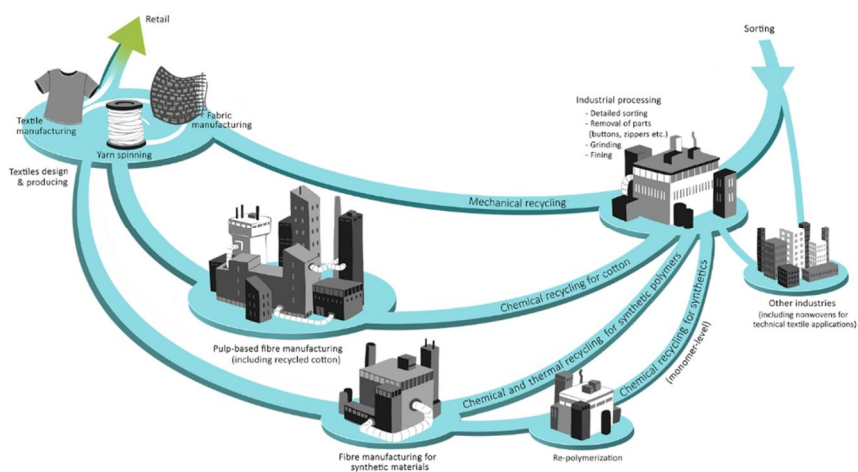 Retail
Textile
manufacturing
Fabric
manufacturing
Yarn spinning
Textiles design
& producing
Sorting
Industrial processing
- Detailed sorting
- Removal of parts
(buttons, zippers etc.)
- Grinding
- Fining
Mechanical recycling
Chemical recycling for cotton
Chemical and thermal recycling for synthetic polymers
Chemical recycling for synthetics
(monomer-level)
Other industries
(including nonwovens for
technical textile applications)
Pulp-based fibre manufacturing
(including recycled cotton)
Fibre manufacturing for
synthetic materials
Re-polymerization